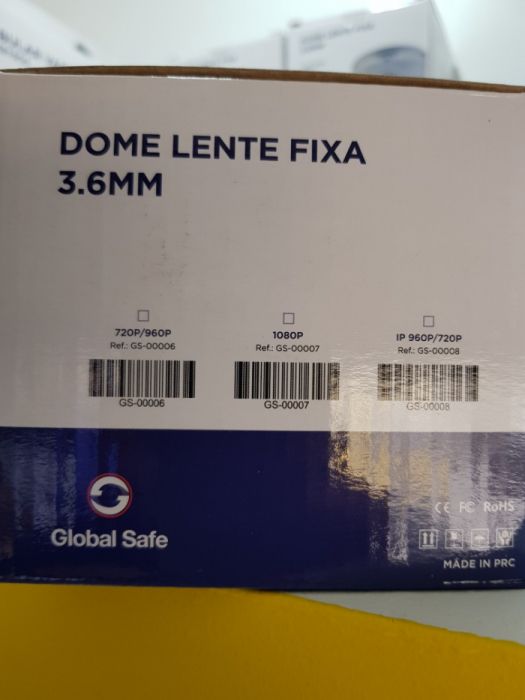 DOME LENTE FIXA
3.6MM
720P/960P
Ref.: GS-00006
GS-00006
1080P
Ref.: GS-00007
GS-00007
IP 960P/720P
Ref.: GS-00008
GS-00008
Global Safe
CE FC RoHS
MADE IN PRC